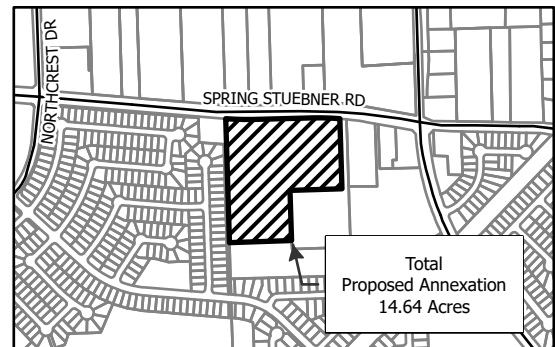 NORTHCREST DR
SPRING STUEBNER RD
Total
Proposed Annexation
14.64 Acres